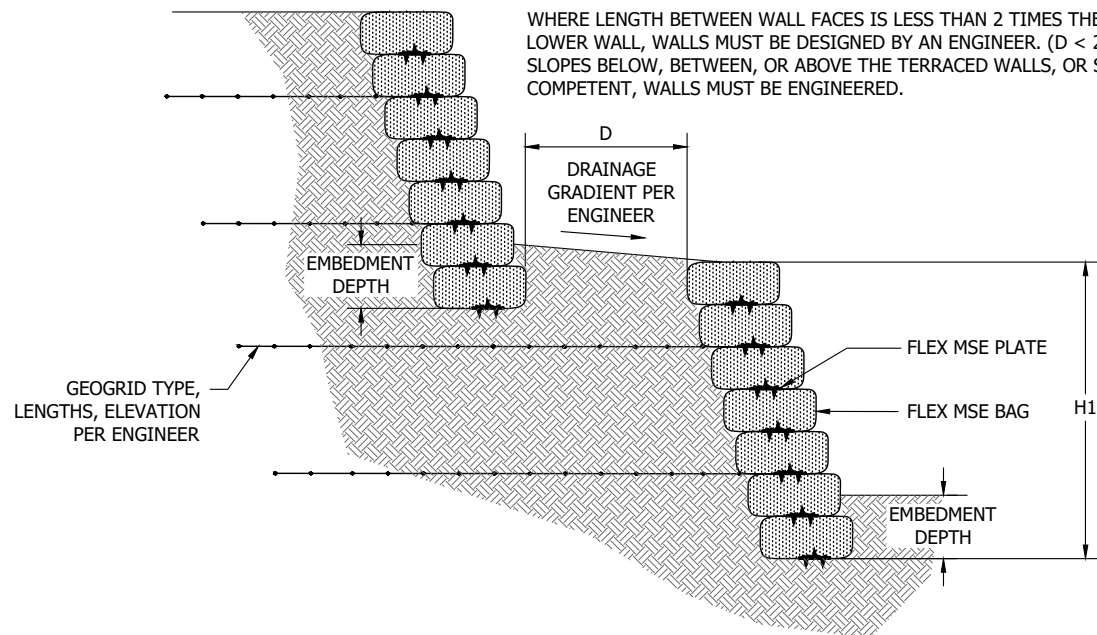 WHERE LENGTH BETWEEN WALL FACES IS LESS THAN 2 TIMES THE
LOWER WALL, WALLS MUST BE DESIGNED BY AN ENGINEER. (D < 2
SLOPES BELOW, BETWEEN, OR ABOVE THE TERRACED WALLS, OR S
COMPETENT, WALLS MUST BE ENGINEERED.
D
DRAINAGE
GRADIENT PER
ENGINEER
EMBEDMENT
DEPTH
GEOGRID TYPE,
LENGTHS, ELEVATION
PER ENGINEER
FLEX MSE PLATE
FLEX MSE BAG
H1
EMBEDMENT
DEPTH